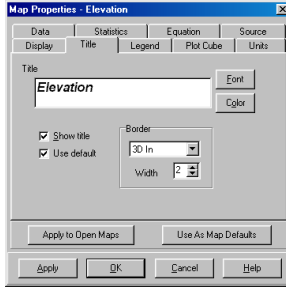 Map Properties - Elevation
Data Statistics Equation Source
Display Title Legend Plot Cube Units
Title
Elevation
Font
Color
Show title
Use default
Border
3D In
Width 2
Apply to Open Maps Use As Map Defaults
Apply OK Cancel Help